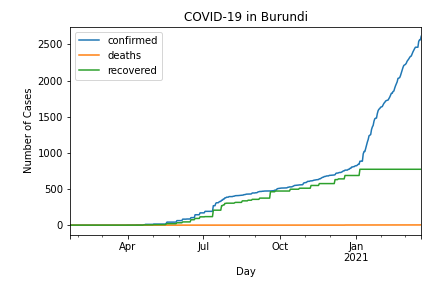 COVID-19 in Burundi
confirmed
deaths
recovered
Number of Cases
2500
2000
1500
1000
500
0
Apr
Jul
Oct
Jan
2021
Day